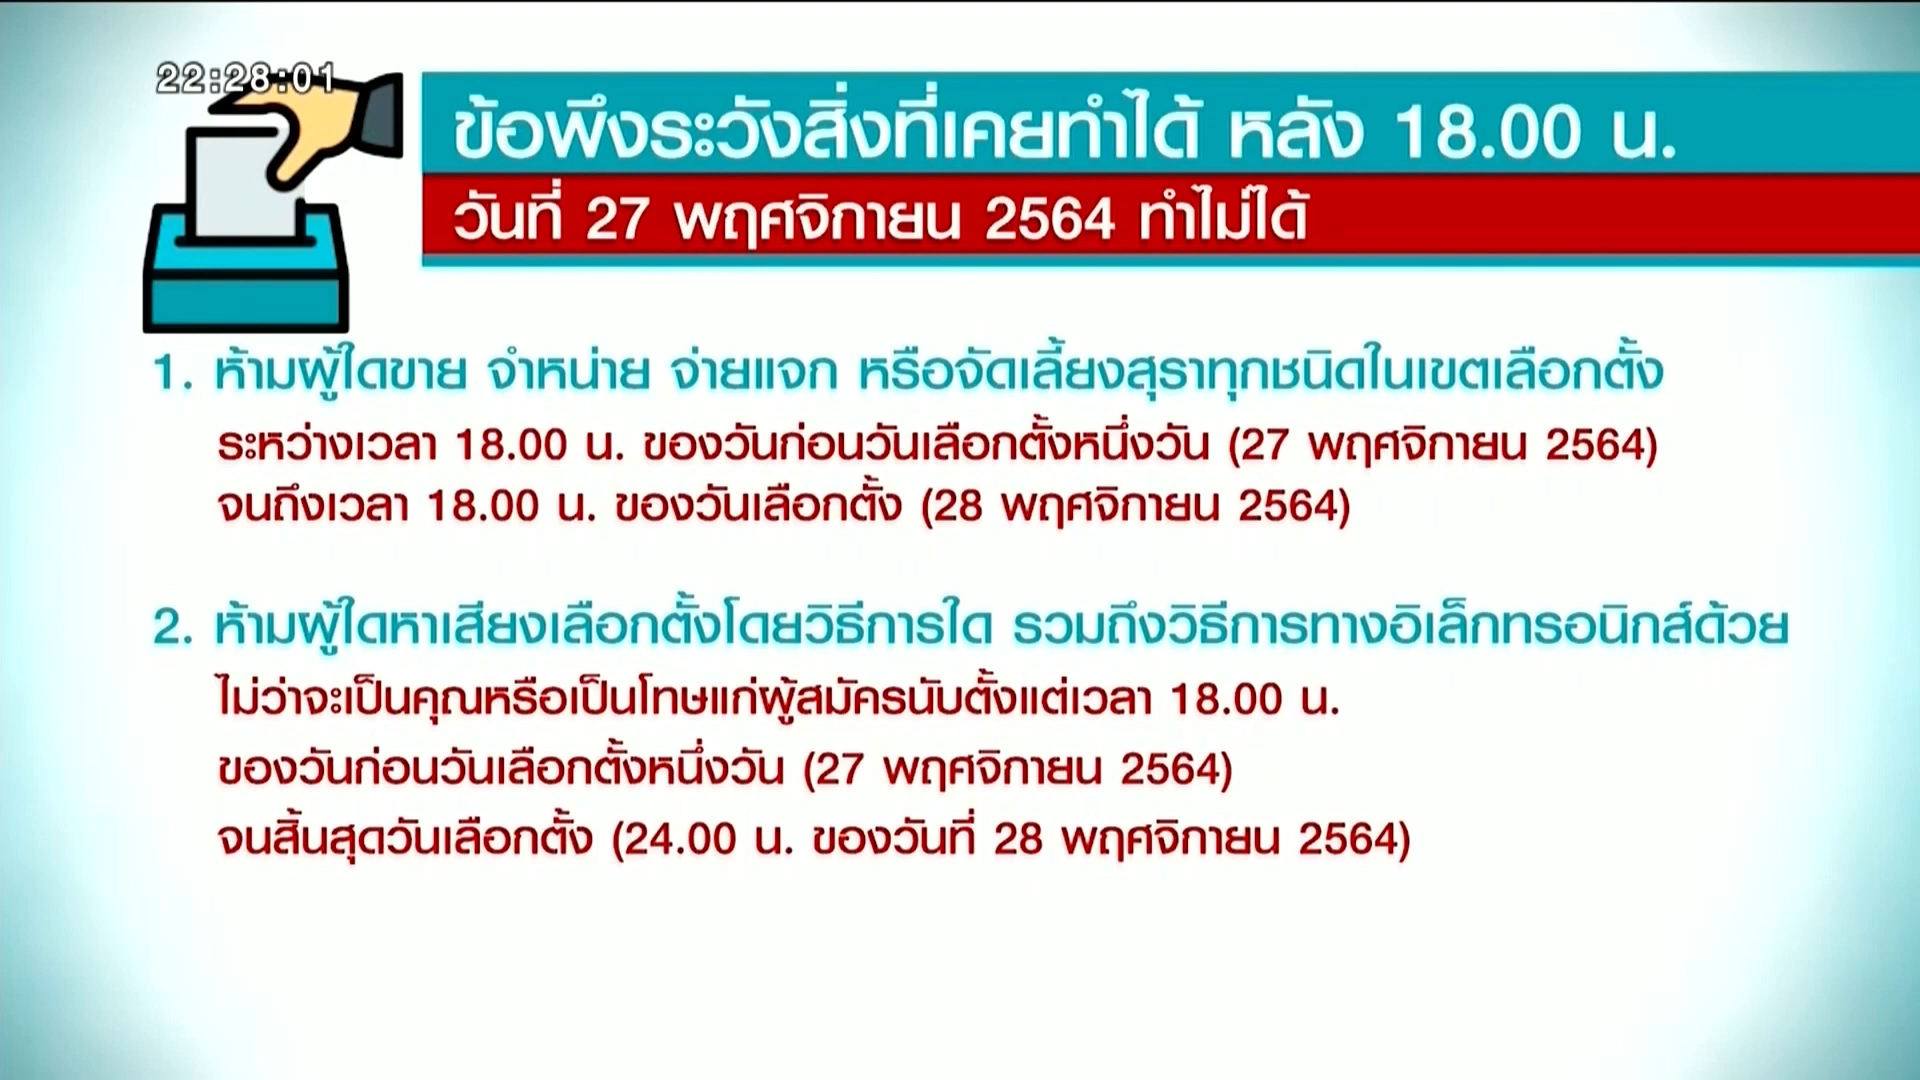 22:28:01
ข้อพึงระวังสิ่งที่เคยทำได้ หลัง 18.00 น.
วันที่ 27 พฤศจิกายน 2564 ทำไม่ได้
1. ห้ามผู้ใดขาย จำหน่าย จ่ายแจก หรือจัดเลี้ยงสุราทุกชนิดในเขตเลือกตั้ง
ระหว่างเวลา 18.00 น. ของวันก่อนวันเลือกตั้งหนึ่งวัน (27 พฤศจิกายน 2564)
จนถึงเวลา 18.00 น. ของวันเลือกตั้ง (28 พฤศจิกายน 2564)
2. ห้ามผู้ใดหาเสียงเลือกตั้งโดยวิธีการใด รวมถึงวิธีการทางอิเล็กทรอนิกส์ด้วย
ไม่ว่าจะเป็นคุณหรือเป็นโทษแก่ผู้สมัครนับตั้งแต่เวลา 18.00 น.
ของวันก่อนวันเลือกตั้งหนึ่งวัน (27 พฤศจิกายน 2564)
จนสิ้นสุดวันเลือกตั้ง (24.00 น. ของวันที่ 28 พฤศจิกายน 2564)